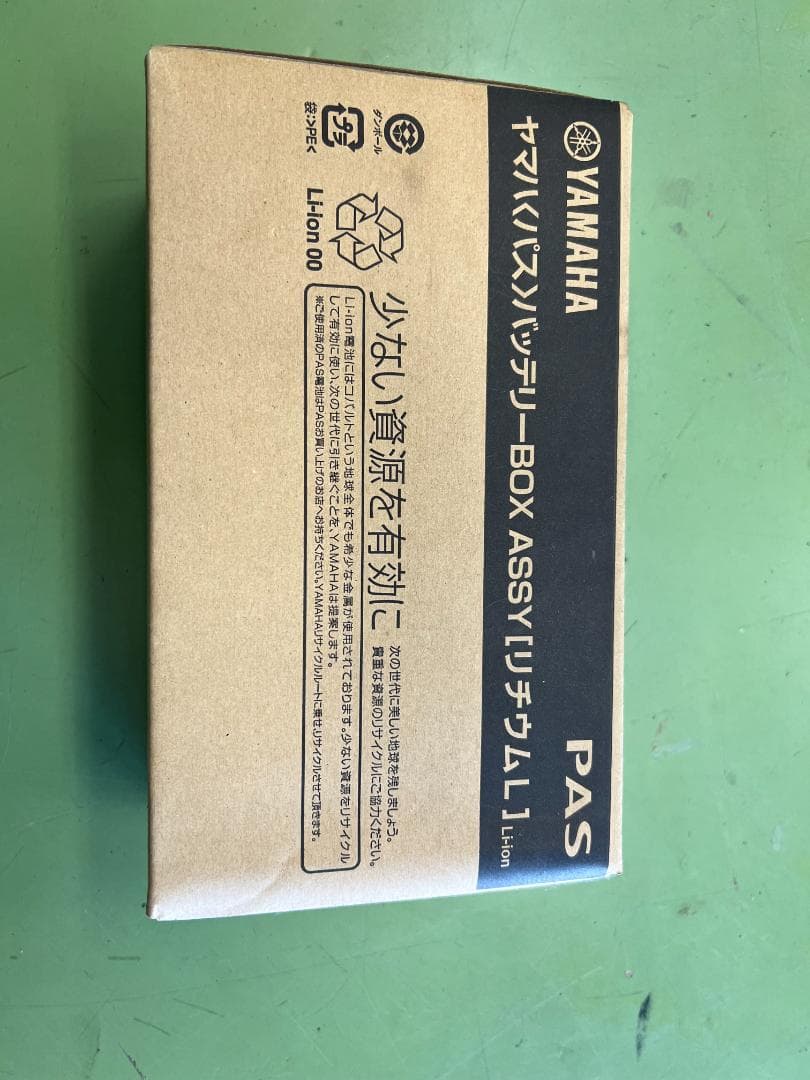 YAMAHA
PAS
ヤマハ〈パス〉バッテリーBOX ASSY[リチウムL]
Li-ion
ダンボール
プラ
袋:>PE<
Li-ion 00
少ない資源を有効に
次の世代に美しい地球を残しましょう。
貴重な資源のリサイクルにご協力ください。
Li-ion電池にはコバルトという地球全体でも希少な金属が使用されております。少ない資源をリサイクル
して有効に使い、次の世代に引き継ぐことを、YAMAHAは提案します。
※ご使用済のPAS電池はPASお買い上げのお店へお持ちください。YAMAHAリサイクルルートに乗せ、リサイクルさせて頂きます。